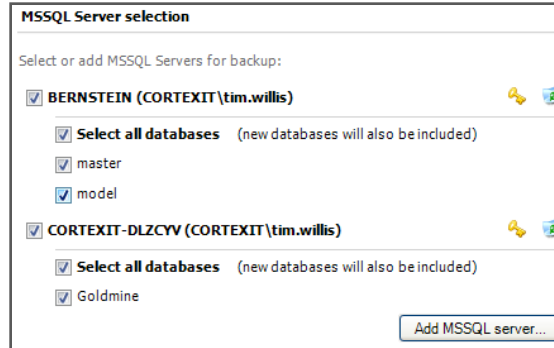 MSSQL Server selection
Select or add MSSQL Servers for backup:
BERNSTEIN (CORTEXIT\tim.willis)
Select all databases (new databases will also be included)
master
model
CORTEXIT-DLZCYV (CORTEXIT\tim.willis)
Select all databases (new databases will also be included)
Goldmine
Add MSSQL server...